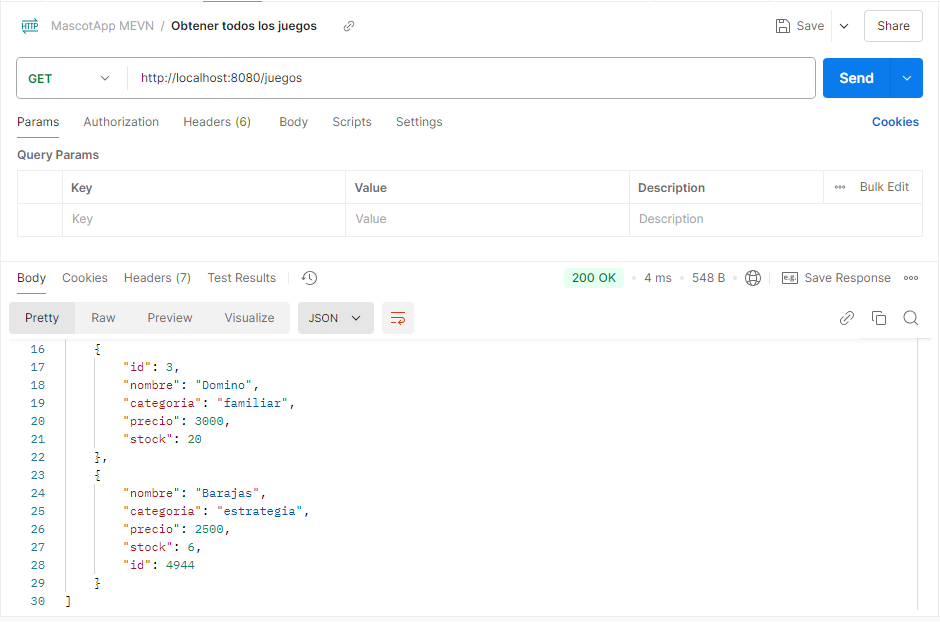 HTTP MascotApp MEVN / Obtener todos los juegos Save Share
GET http://localhost:8080/juegos Send
Params Authorization Headers (6) Body Scripts Settings Cookies
Query Params
Key Value Description Bulk Edit
Key Value Description
Body Cookies Headers (7) Test Results 200 OK 4 ms 548 B e.g. Save Response
Pretty Raw Preview Visualize JSON
16 {
17 "id": 3,
18 "nombre": "Domino",
19 "categoria": "familiar",
20 "precio": 3000,
21 "stock": 20
22 },
23 {
24 "nombre": "Barajas",
25 "categoria": "estrategia",
26 "precio": 2500,
27 "stock": 6,
28 "id": 4944
29 }
30 ]